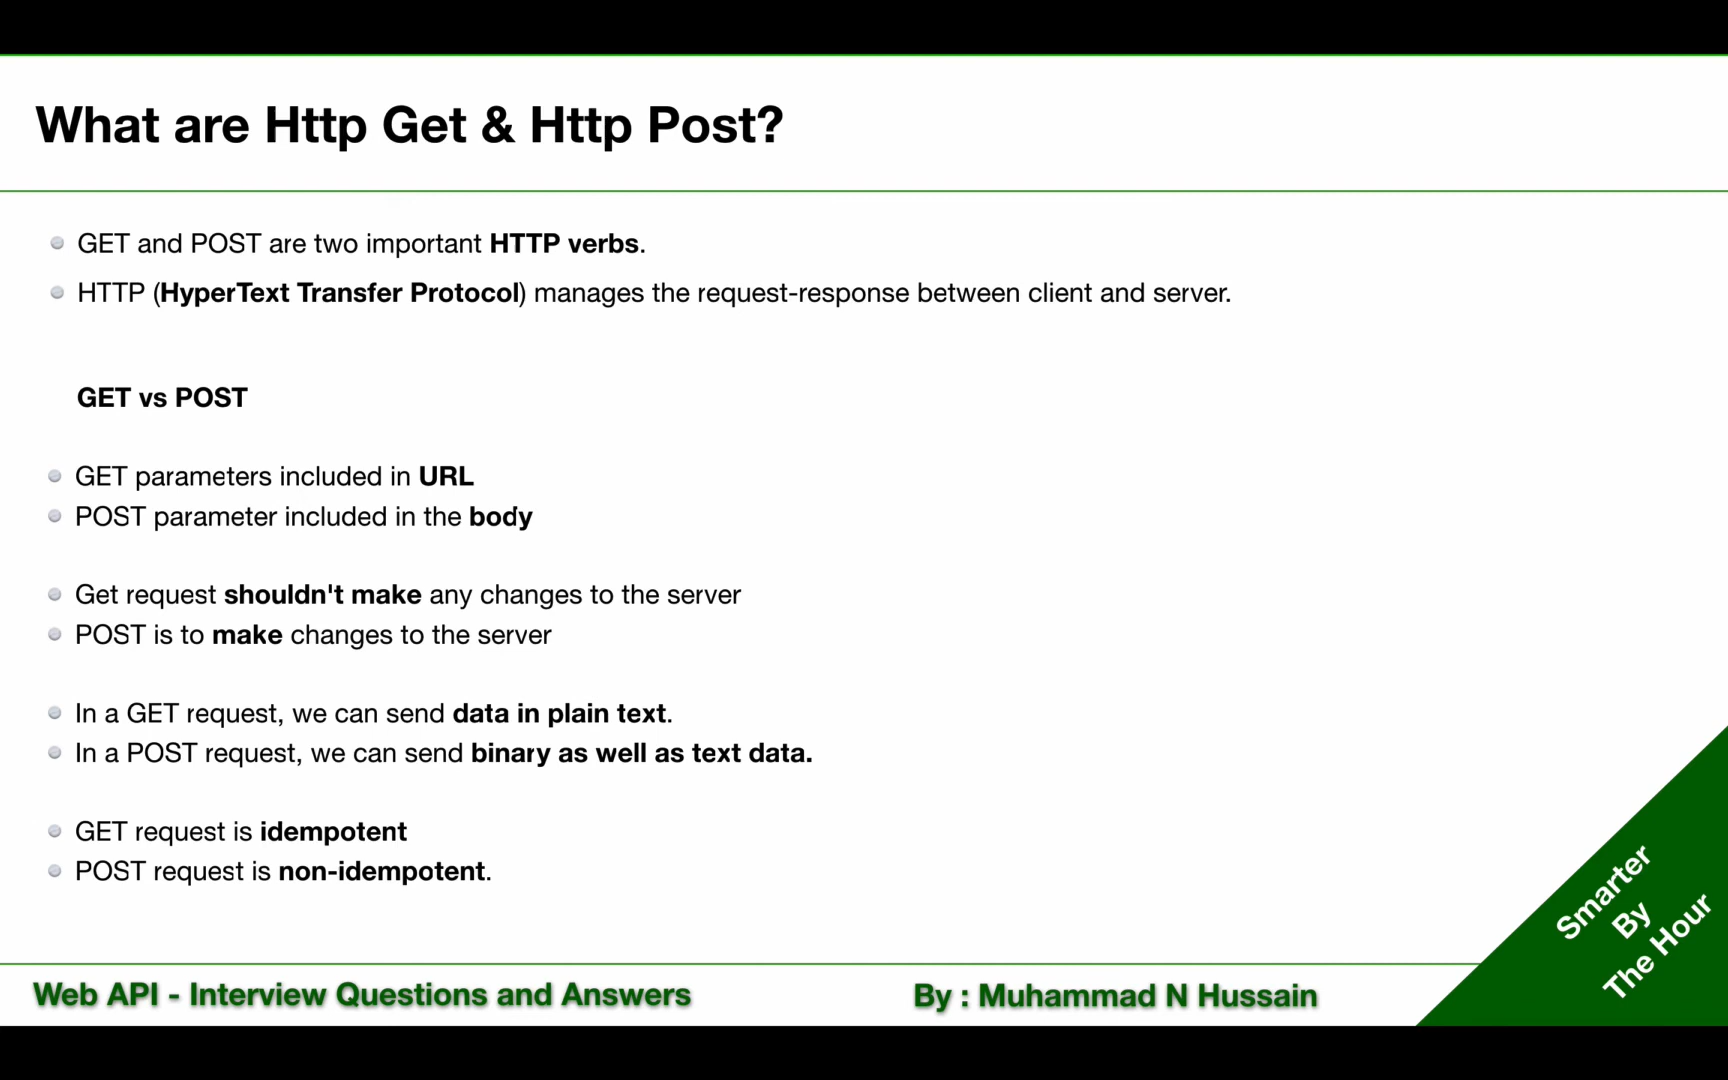 What are Http Get & Http Post?
GET and POST are two important HTTP verbs.
HTTP (HyperText Transfer Protocol) manages the request-response between client and server.
GET vs POST
GET parameters included in URL
POST parameter included in the body
Get request shouldn't make any changes to the server
POST is to make changes to the server
In a GET request, we can send data in plain text.
In a POST request, we can send binary as well as text data.
GET request is idempotent
POST request is non-idempotent.
Smarter
By
The Hour
Web API - Interview Questions and Answers
By : Muhammad N Hussain